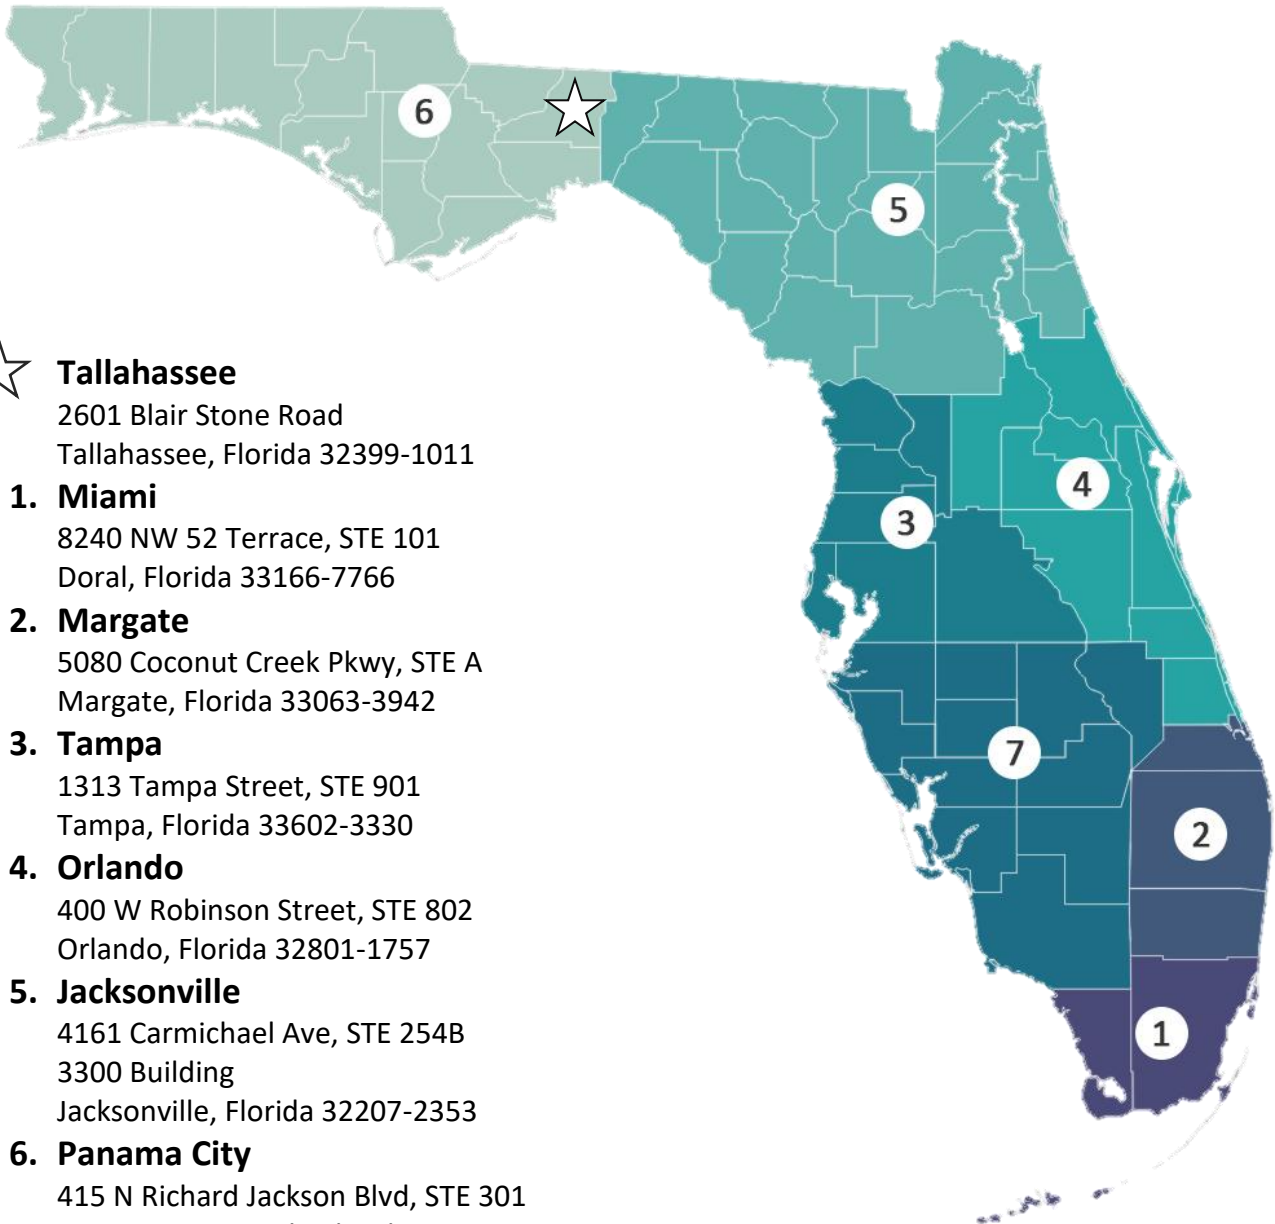 6
5
4
3
7
2
1
Tallahassee
2601 Blair Stone Road
Tallahassee, Florida 32399-1011
1. Miami
8240 NW 52 Terrace, STE 101
Doral, Florida 33166-7766
2. Margate
5080 Coconut Creek Pkwy, STE A
Margate, Florida 33063-3942
3. Tampa
1313 Tampa Street, STE 901
Tampa, Florida 33602-3330
4. Orlando
400 W Robinson Street, STE 802
Orlando, Florida 32801-1757
5. Jacksonville
4161 Carmichael Ave, STE 254B
3300 Building
Jacksonville, Florida 32207-2353
6. Panama City
415 N Richard Jackson Blvd, STE 301